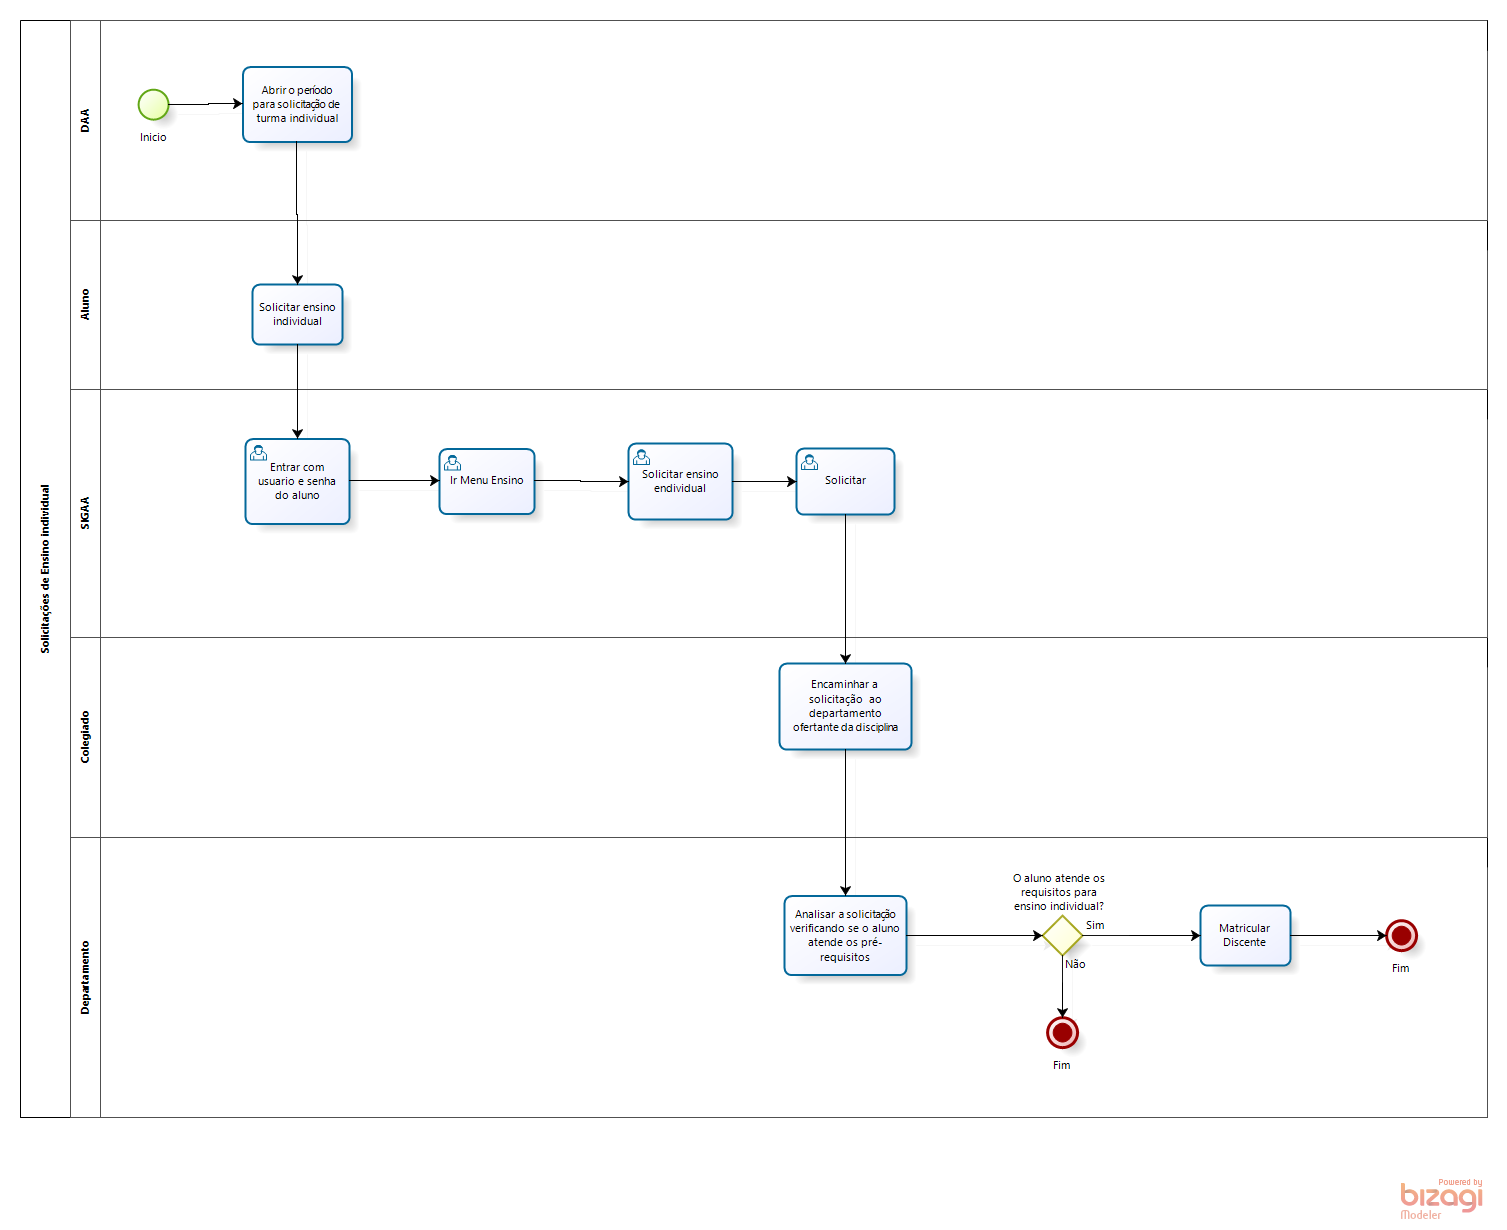 Solicitações de Ensino individual
DAA
Inicio
Abrir o período
para solicitação de
turma individual
Aluno
Solicitar ensino
individual
SIGAA
Entrar com
usuario e senha
do aluno
Ir Menu Ensino
Solicitar ensino
endividual
Solicitar
Colegiado
Encaminhar a
solicitação ao
departamento
ofertante da disciplina
Departamento
Analisar a solicitação
verificando se o aluno
atende os pré-
requisitos
O aluno atende os
requisitos para
ensino individual?
Sim
Não
Fim
Matricular
Discente
Fim
Powered by
bizagi
Modeler